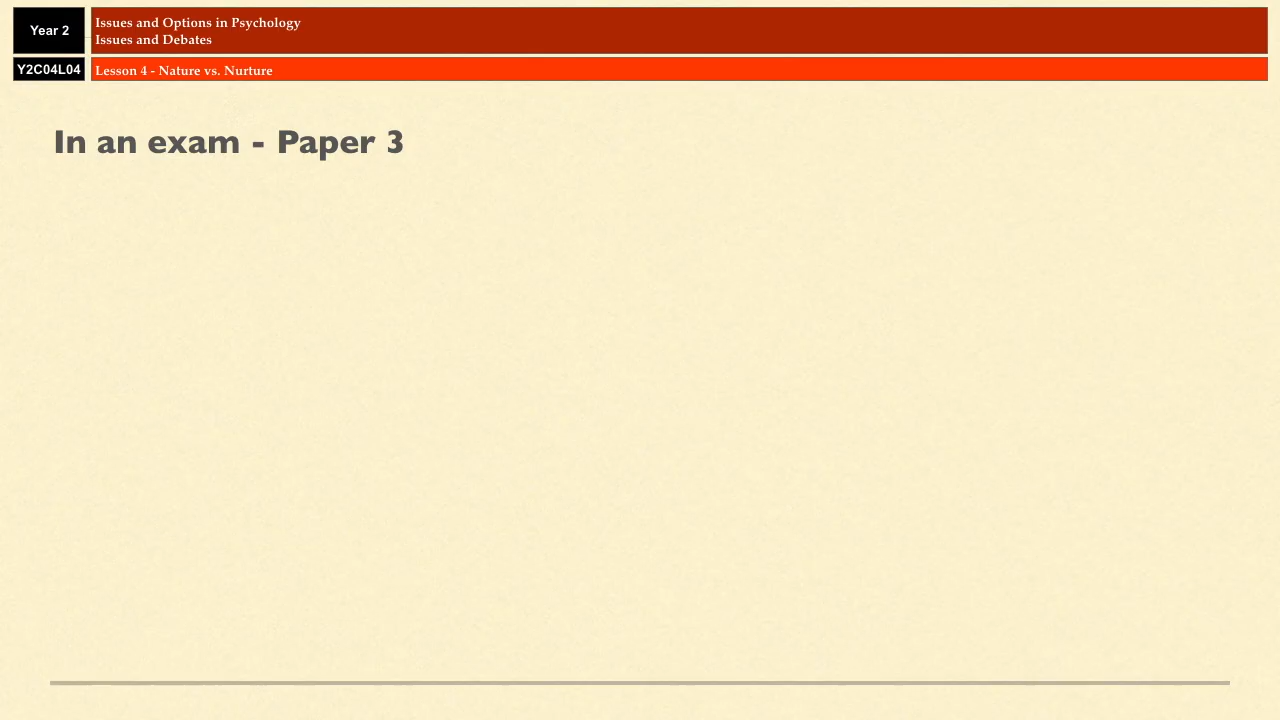 Year 2
Issues and Options in Psychology
Issues and Debates
Y2C04L04
Lesson 4 - Nature vs. Nurture
In an exam - Paper 3